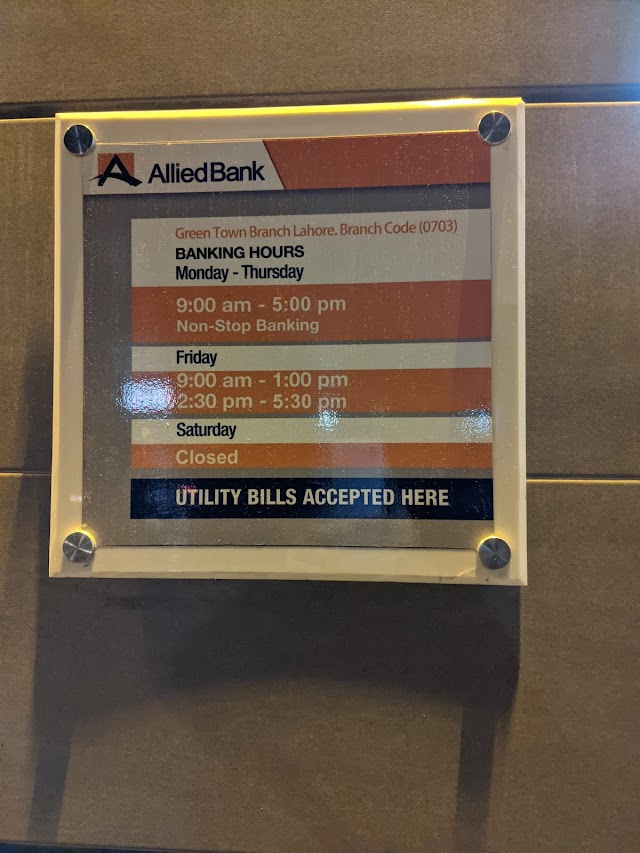 AlliedBank
Green Town Branch Lahore. Branch Code (0703)
BANKING HOURS
Monday - Thursday
9:00 am - 5:00 pm
Non-Stop Banking
Friday
9:00 am - 1:00 pm
2:30 pm - 5:30 pm
Saturday
Closed
UTILITY BILLS ACCEPTED HERE